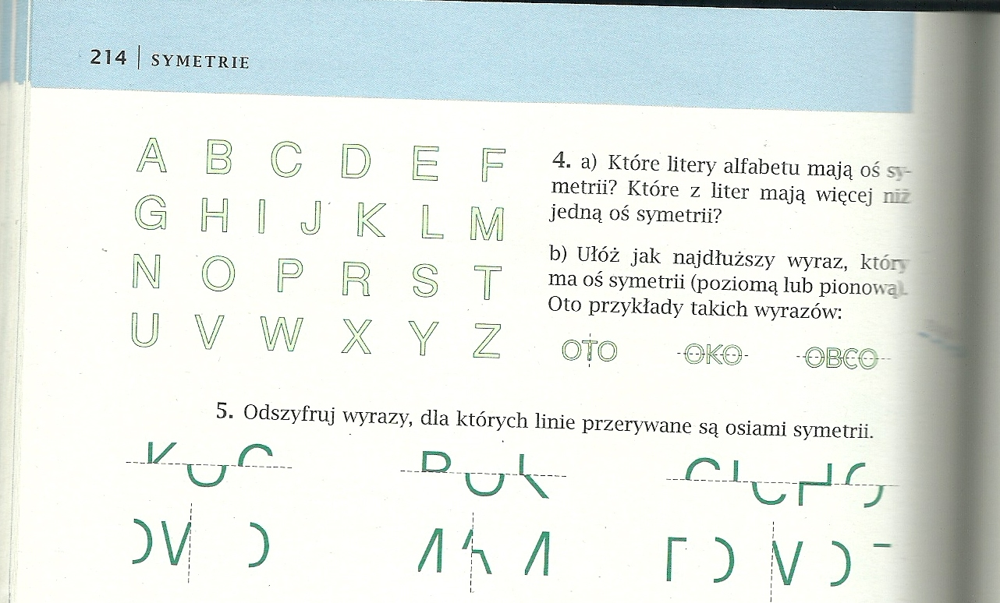 214 | SYMETRIE
A B C D E F
G H I J K L M
N O P R S T
U V W X Y Z
4. a) Które litery alfabetu mają oś sy-
metrii? Które z liter mają więcej niż
jedną oś symetrii?
b) Ułóż jak najdłuższy wyraz, który
ma oś symetrii (poziomą lub pionową).
Oto przykłady takich wyrazów:
OTO OKO OBCO
5. Odszyfruj wyrazy, dla których linie przerywane są osiami symetrii.